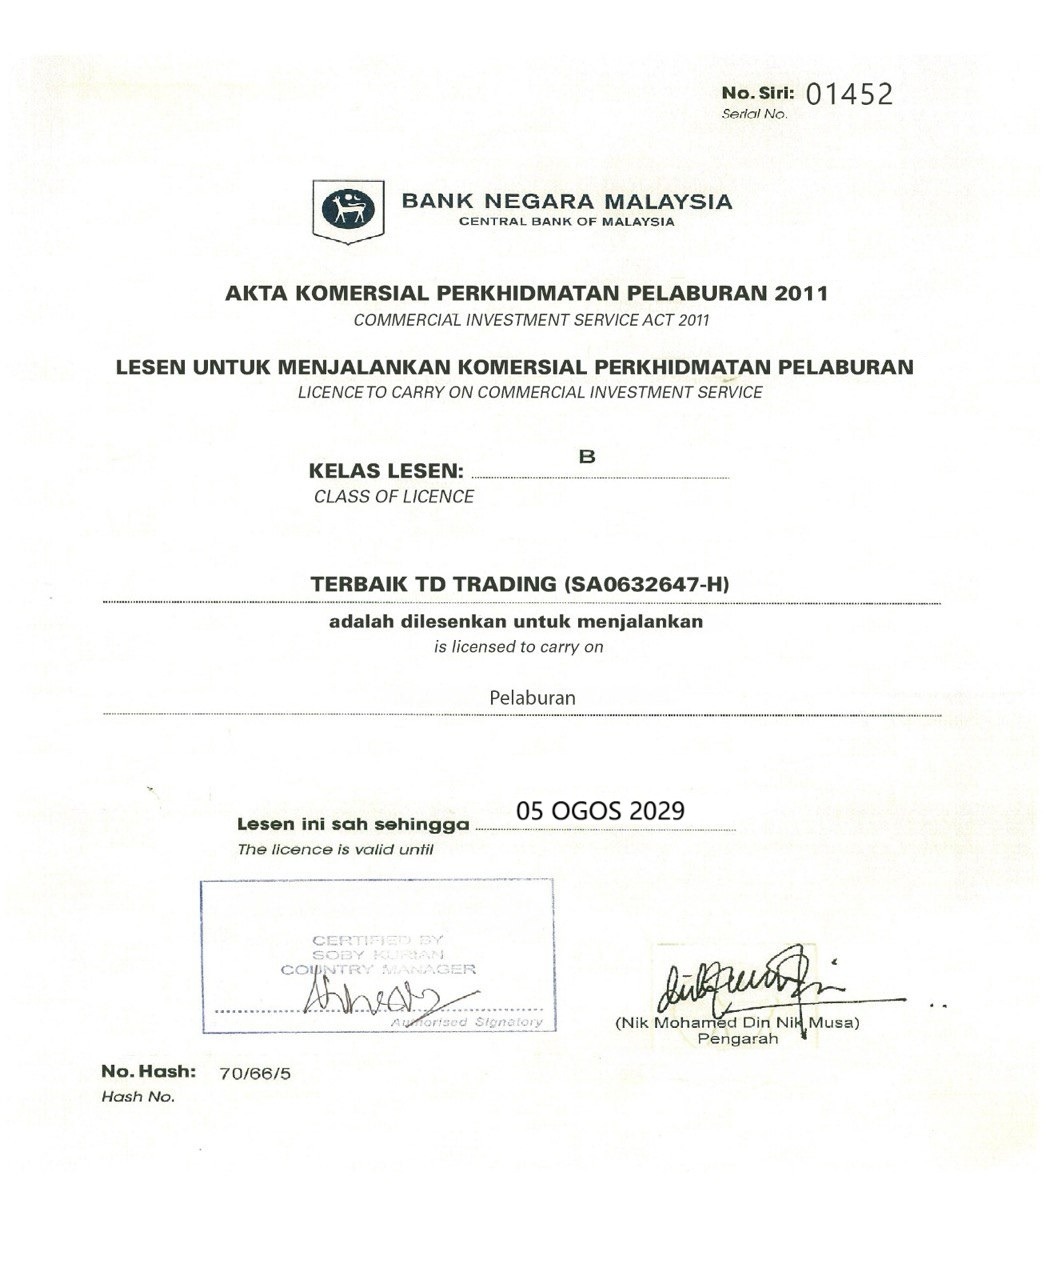 No. Siri: 01452
Serial No.
BANK NEGARA MALAYSIA
CENTRAL BANK OF MALAYSIA
AKTA KOMERSIAL PERKHIDMATAN PELABURAN 2011
COMMERCIAL INVESTMENT SERVICE ACT 2011
LESEN UNTUK MENJALANKAN KOMERSIAL PERKHIDMATAN PELABURAN
LICENCE TO CARRY ON COMMERCIAL INVESTMENT SERVICE
KELAS LESEN: B
CLASS OF LICENCE
TERBAIK TD TRADING (SA0632647-H)
adalah dilesenkan untuk menjalankan
is licensed to carry on
Pelaburan
Lesen ini sah sehingga 05 OGOS 2029
The licence is valid until
CERTIFIED BY
SOBY KURIAN
COUNTRY MANAGER
Authorised Signatory
(Nik Mohamed Din Nik Musa)
Pengarah
No. Hash: 70/66/5
Hash No.